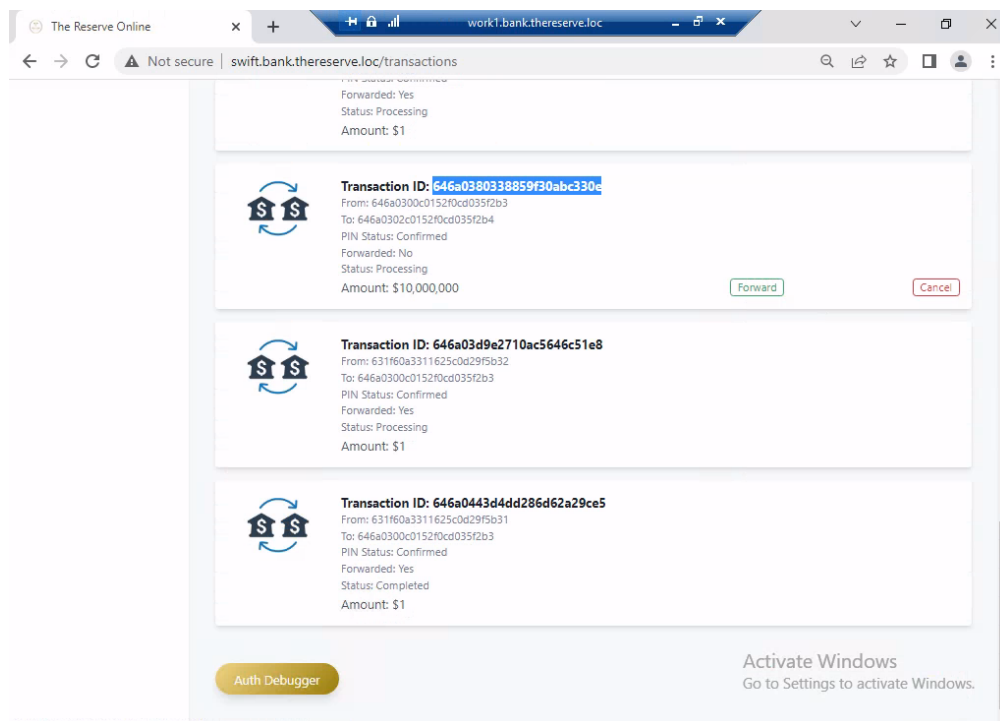 The Reserve Online
work1.bank.thereserve.loc
Not secure swift.bank.thereserve.loc/transactions
PIN Status: Confirmed
Forwarded: Yes
Status: Processing
Amount: $1
Transaction ID: 646a0380338859f30abc330e
From: 646a0300c0152f0cd035f2b3
To: 646a0302c0152f0cd035f2b4
PIN Status: Confirmed
Forwarded: No
Status: Processing
Amount: $10,000,000
Forward
Cancel
Transaction ID: 646a03d9e2710ac5646c51e8
From: 631f60a3311625c0d29f5b32
To: 646a0300c0152f0cd035f2b3
PIN Status: Confirmed
Forwarded: Yes
Status: Processing
Amount: $1
Transaction ID: 646a0443d4dd286d62a29ce5
From: 631f60a3311625c0d29f5b31
To: 646a0300c0152f0cd035f2b3
PIN Status: Confirmed
Forwarded: Yes
Status: Completed
Amount: $1
Auth Debugger
Activate Windows
Go to Settings to activate Windows.